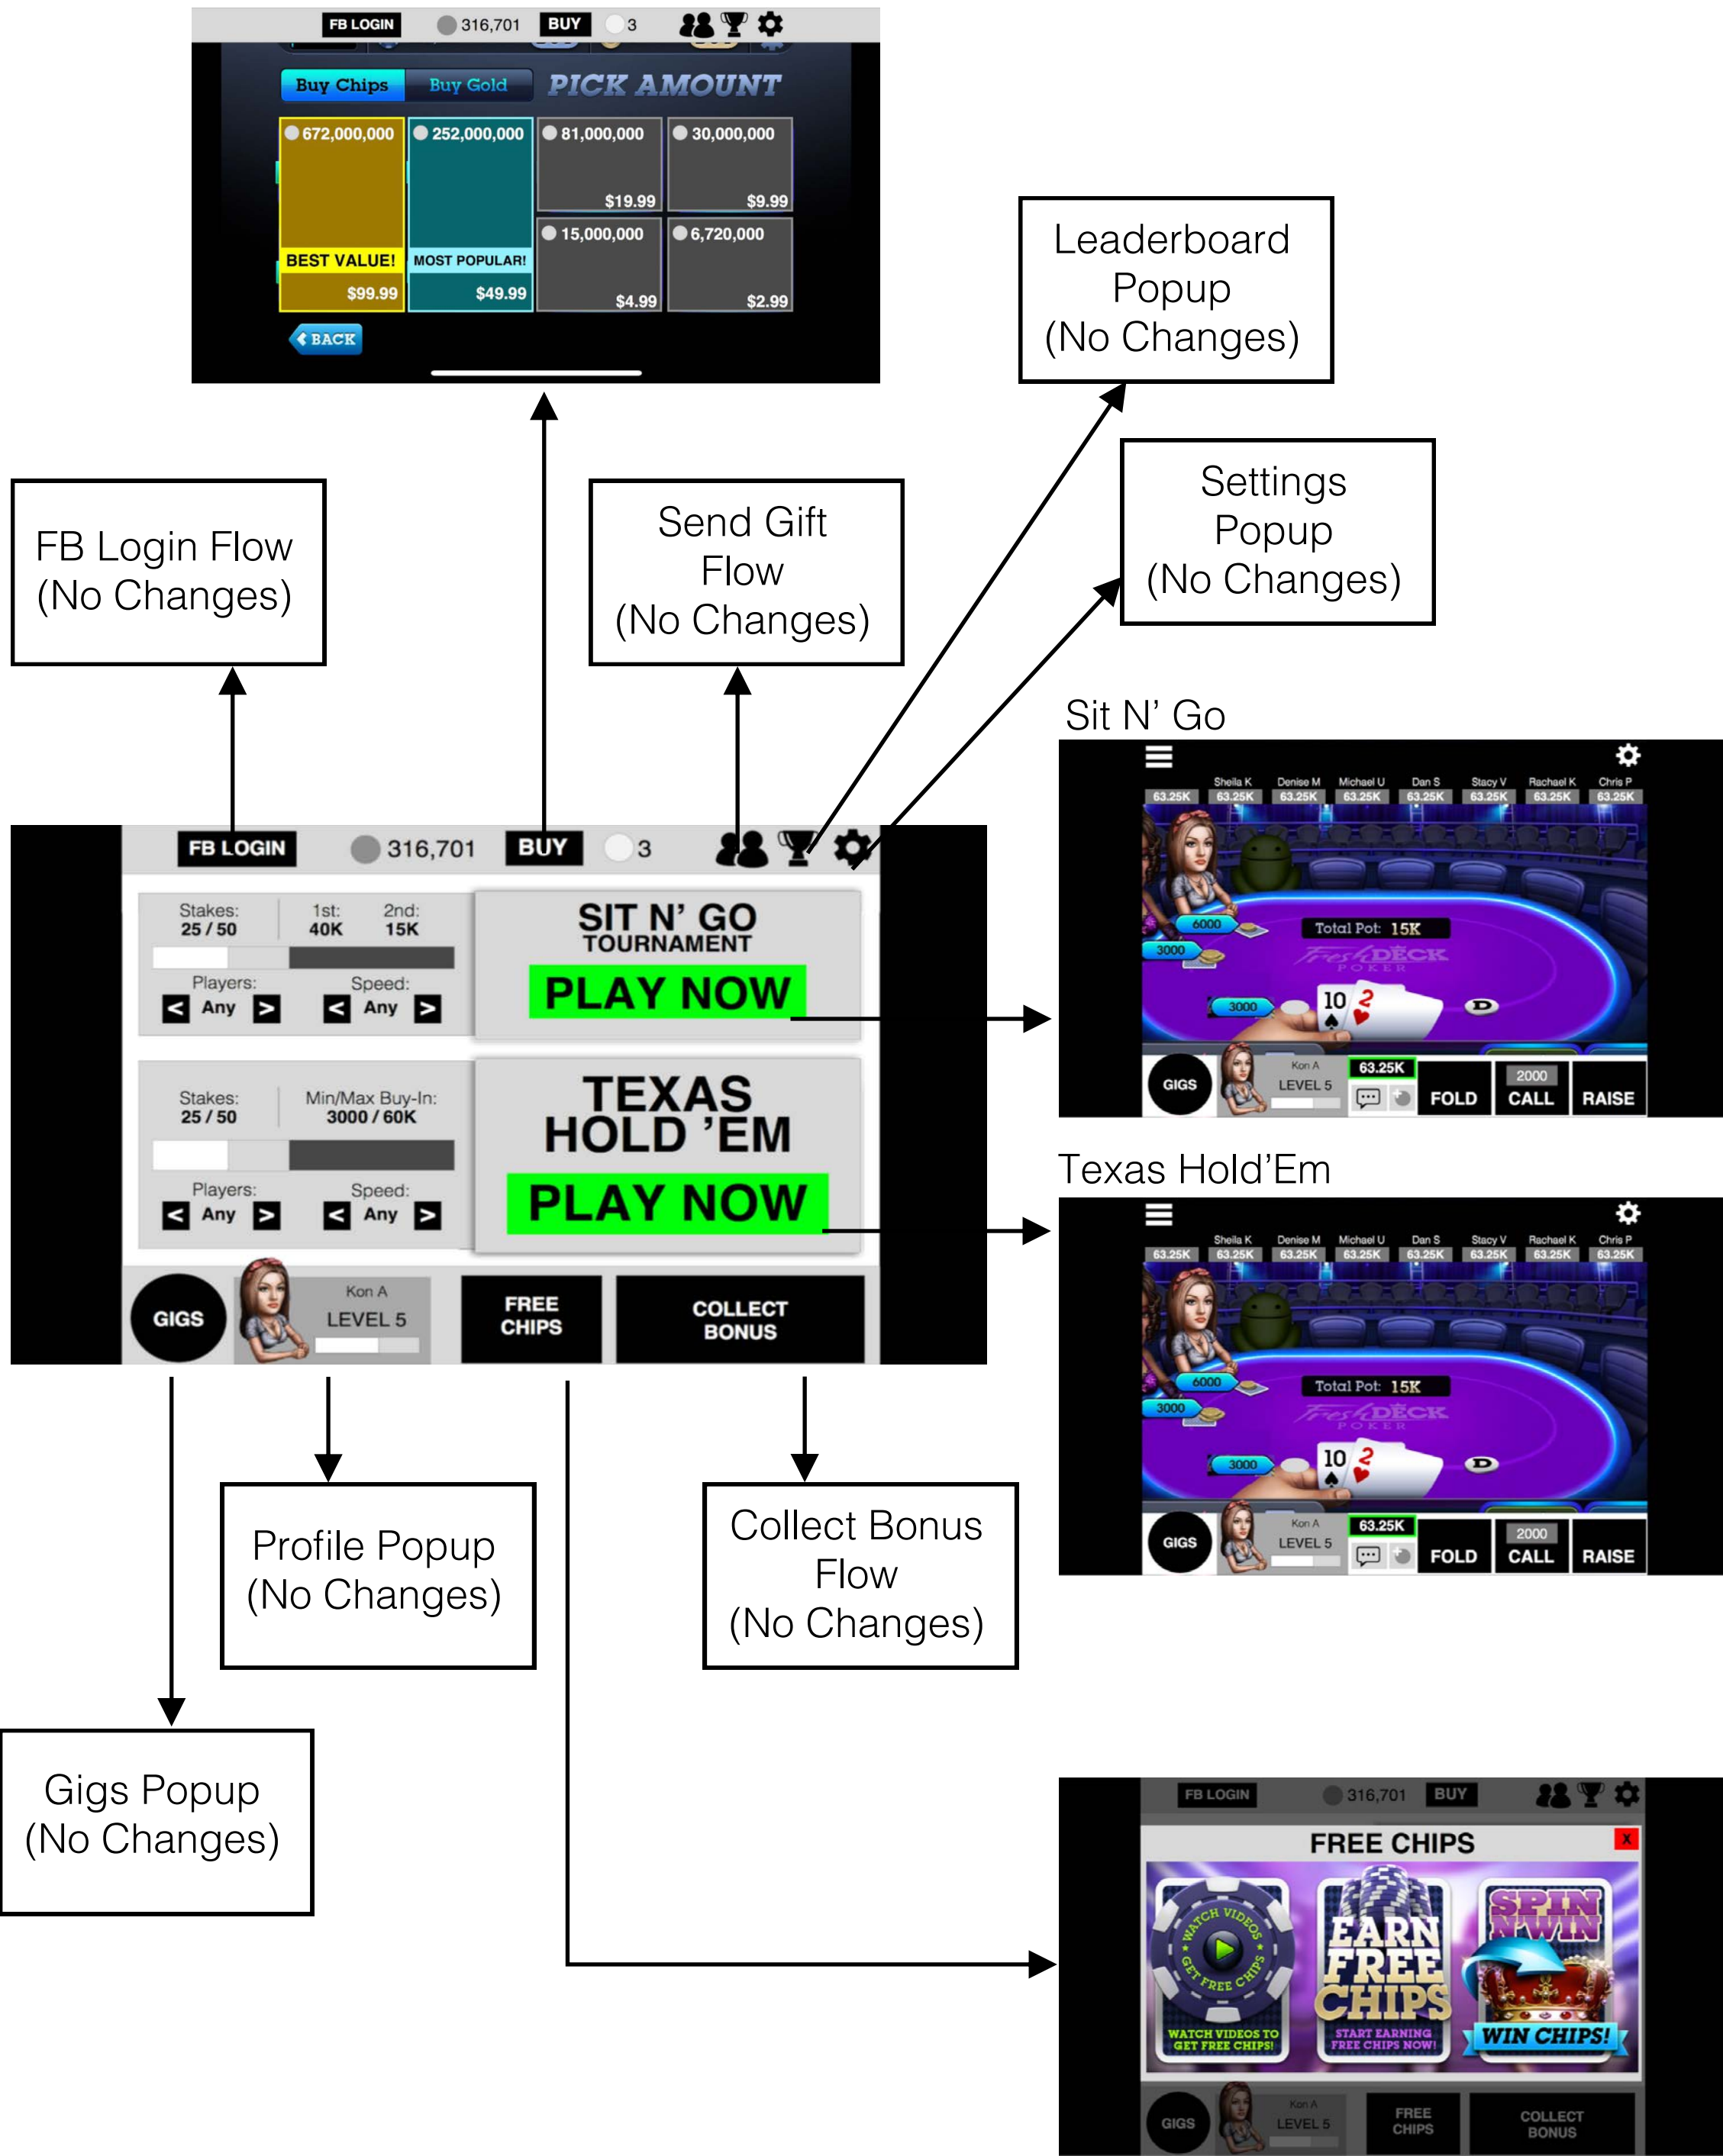 FB LOGIN 316,701 BUY 3
Buy Chips Buy Gold PICK AMOUNT
672,000,000 252,000,000 81,000,000 30,000,000
$19.99 $9.99
15,000,000 6,720,000
BEST VALUE! MOST POPULAR!
$99.99 $49.99 $4.99 $2.99
BACK
Leaderboard
Popup
(No Changes)
Settings
Popup
(No Changes)
FB Login Flow
(No Changes)
Send Gift
Flow
(No Changes)
FB LOGIN 316,701 BUY 3
Stakes: 1st: 2nd:
25 / 50 40K 15K
Players: Speed:
< Any > < Any >
SIT N' GO
TOURNAMENT
PLAY NOW
Stakes: Min/Max Buy-In:
25 / 50 3000 / 60K
Players: Speed:
< Any > < Any >
TEXAS
HOLD 'EM
PLAY NOW
GIGS
Kon A
LEVEL 5
FREE
CHIPS
COLLECT
BONUS
Sit N' Go
Sheila K Denise M Michael U Dan S Stacy V Rachael K Chris P
63.25K 63.25K 63.25K 63.25K 63.25K 63.25K 63.25K 63.25K
6000
Total Pot: 15K
3000
Fresh DECK
POKER
10 2
3000 D
GIGS
Kon A
LEVEL 5
63.25K
FOLD
2000
CALL
RAISE
Texas Hold'Em
Sheila K Denise M Michael U Dan S Stacy V Rachael K Chris P
63.25K 63.25K 63.25K 63.25K 63.25K 63.25K 63.25K 63.25K
6000
Total Pot: 15K
3000
Fresh DECK
POKER
10 2
3000 D
GIGS
Kon A
LEVEL 5
63.25K
FOLD
2000
CALL
RAISE
Profile Popup
(No Changes)
Collect Bonus
Flow
(No Changes)
Gigs Popup
(No Changes)
FB LOGIN 316,701 BUY
FREE CHIPS X
WATCH VIDEOS
GET FREE CHIPS
WATCH VIDEOS TO
GET FREE CHIPS!
EARN
FREE
CHIPS
START EARNING
FREE CHIPS NOW!
SPIN
N'WIN
WIN CHIPS!
GIGS
Kon A
LEVEL 5
FREE
CHIPS
COLLECT
BONUS